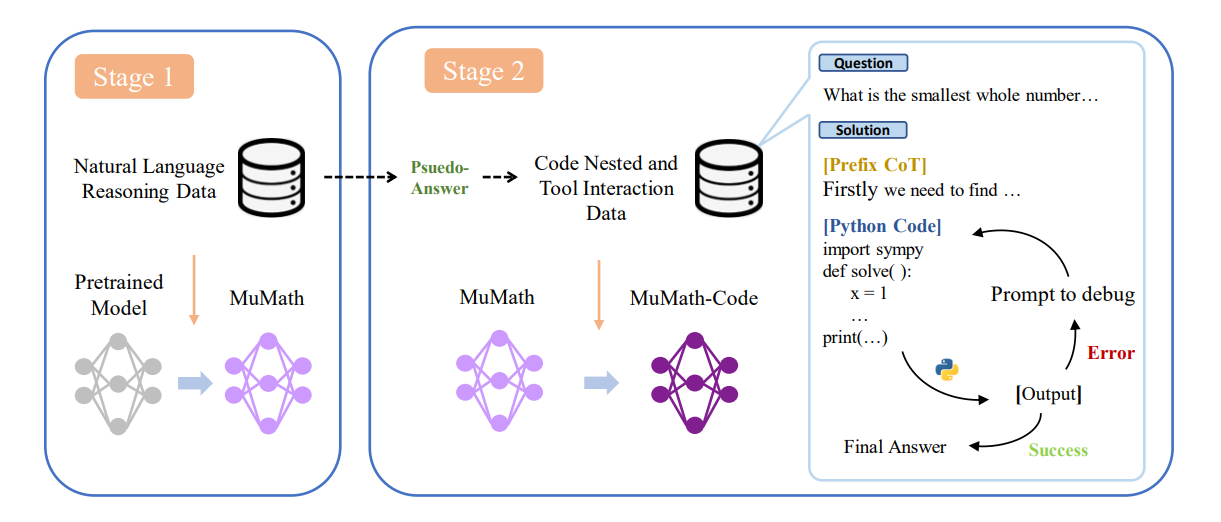 Stage 1
Natural Language
Reasoning Data
Pretrained
Model
MuMath
Stage 2
Psuedo-
Answer
Code Nested and
Tool Interaction
Data
MuMath
MuMath-Code
Question
What is the smallest whole number…
Solution
[Prefix CoT]
Firstly we need to find …
[Python Code]
import sympy
def solve( ):
x = 1
…
print(…)
Prompt to debug
Error
[Output]
Success
Final Answer